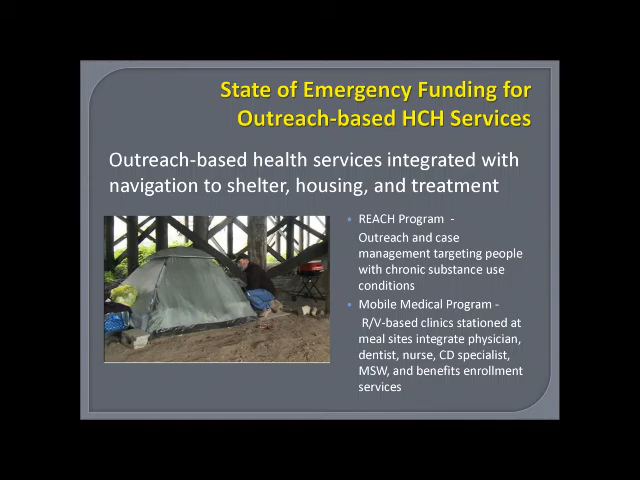 State of Emergency Funding for
Outreach-based HCH Services
Outreach-based health services integrated with
navigation to shelter, housing, and treatment
• REACH Program -
Outreach and case
management targeting people
with chronic substance use
conditions
• Mobile Medical Program -
R/V-based clinics stationed at
meal sites integrate physician,
dentist, nurse, CD specialist,
MSW, and benefits enrollment
services